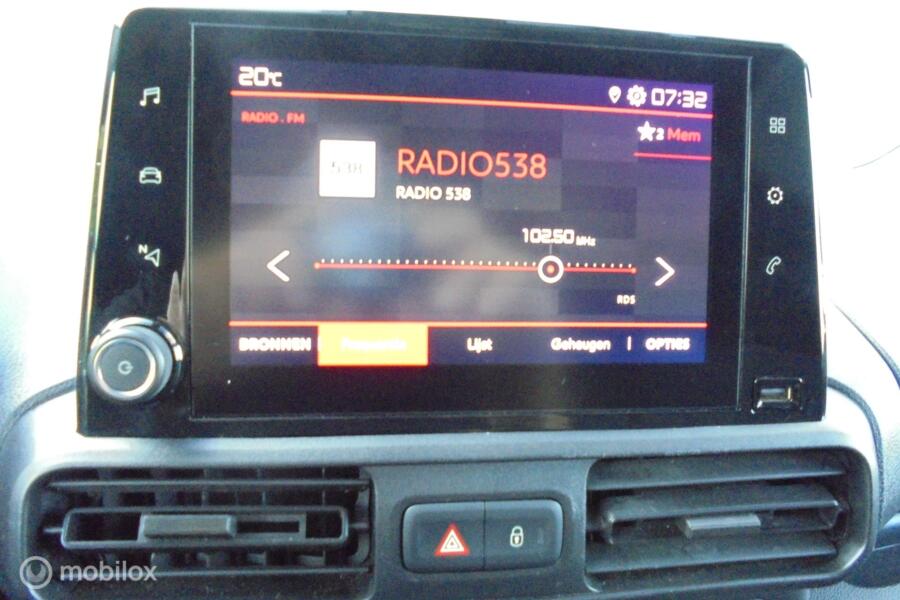 20°C
07:32
RADIO . FM
2 Mem
538
RADIO538
RADIO 538
102.50 MHz
N
RDS
BRONNEN Frequentie Lijst Geheugen OPTIES
mobilox